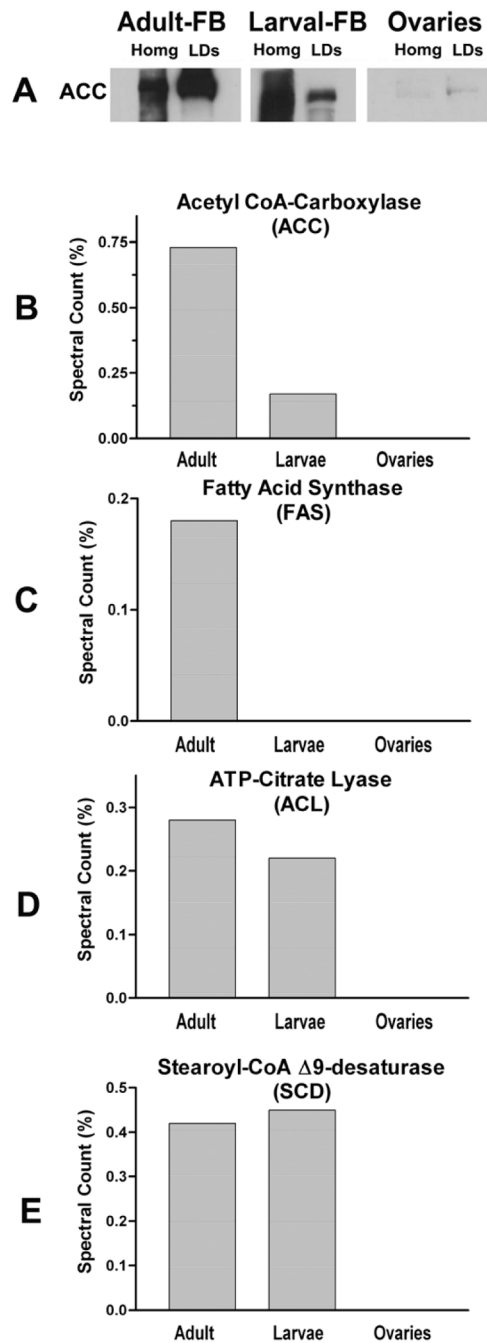 Adult-FB Larval-FB Ovaries
Homg LDs Homg LDs Homg LDs
A ACC
Acetyl CoA-Carboxylase
(ACC)
B
Spectral Count (%)
0.75
0.50
0.25
0.00
Adult Larvae Ovaries
Fatty Acid Synthase
(FAS)
C
Spectral Count (%)
0.2
0.1
0.0
Adult Larvae Ovaries
ATP-Citrate Lyase
(ACL)
D
Spectral Count (%)
0.3
0.2
0.1
0.0
Adult Larvae Ovaries
Stearoyl-CoA Δ9-desaturase
(SCD)
E
Spectral Count (%)
0.5
0.4
0.3
0.2
0.1
0.0
Adult Larvae Ovaries